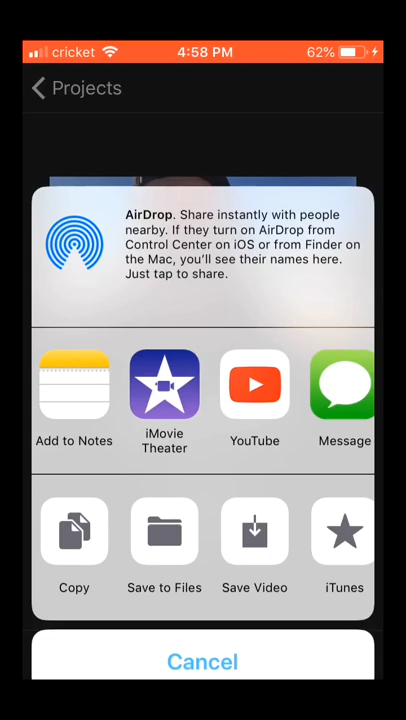 cricket 4:58 PM 62%
Projects
AirDrop. Share instantly with people
nearby. If they turn on AirDrop from
Control Center on iOS or from Finder on
the Mac, you'll see their names here.
Just tap to share.
Add to Notes
iMovie
Theater
YouTube
Message
Copy
Save to Files
Save Video
iTunes
Cancel